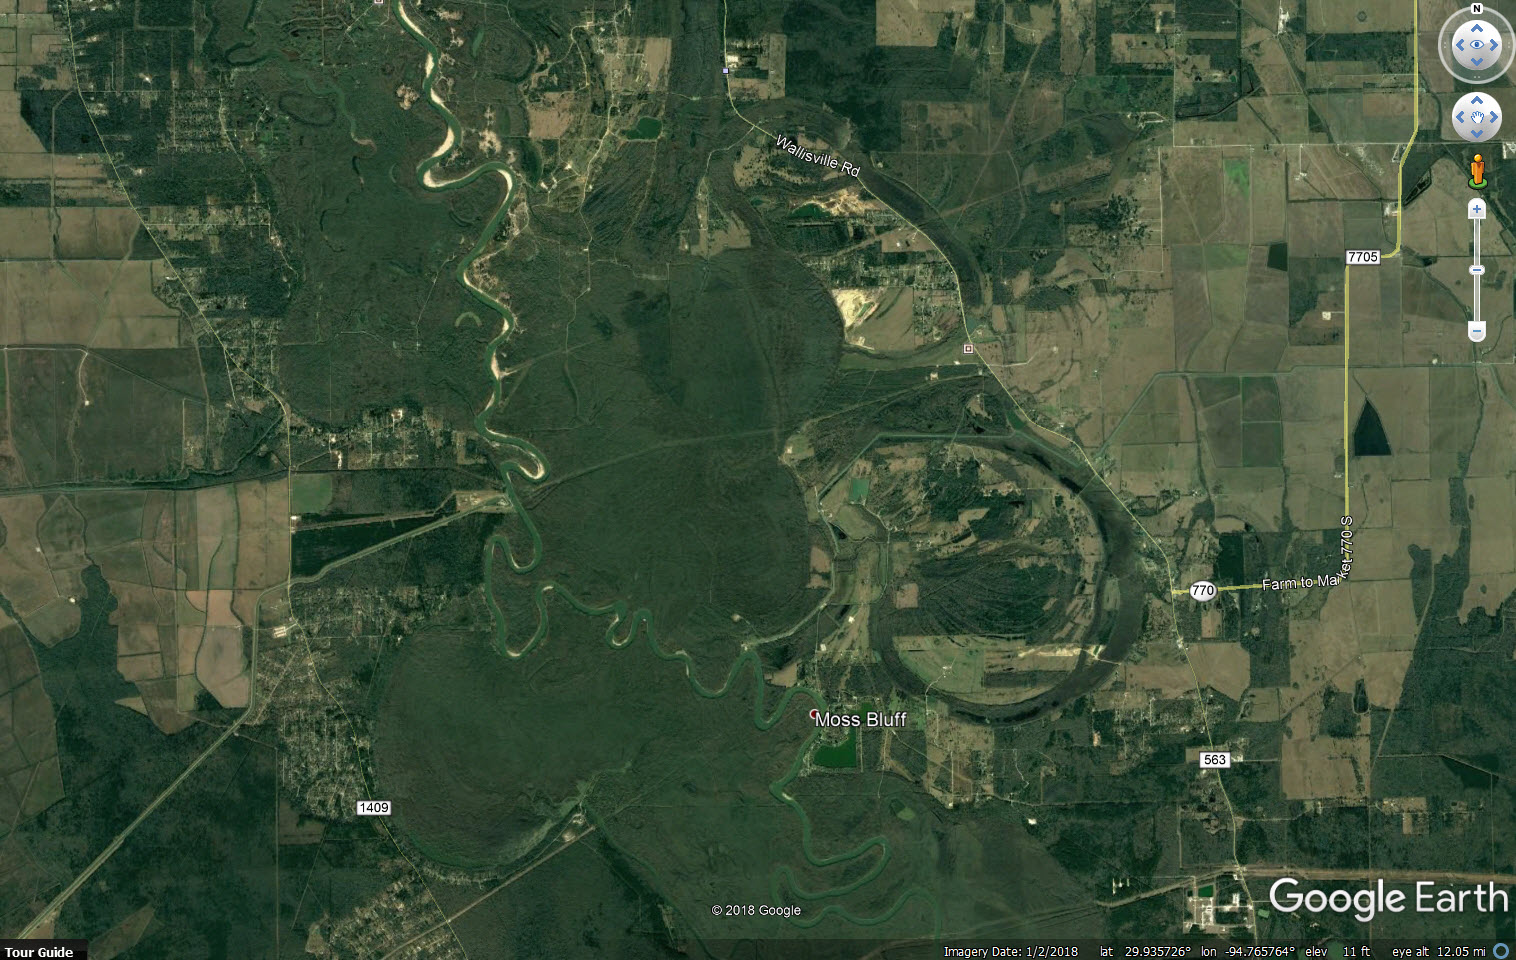 N
Wallisville Rd
7705
Farm to Market 770 S
770
Moss Bluff
563
1409
Google Earth
© 2018 Google
Tour Guide
Imagery Date: 1/2/2018 lat 29.935726° lon -94.765764° elev 11 ft eye alt 12.05 mi